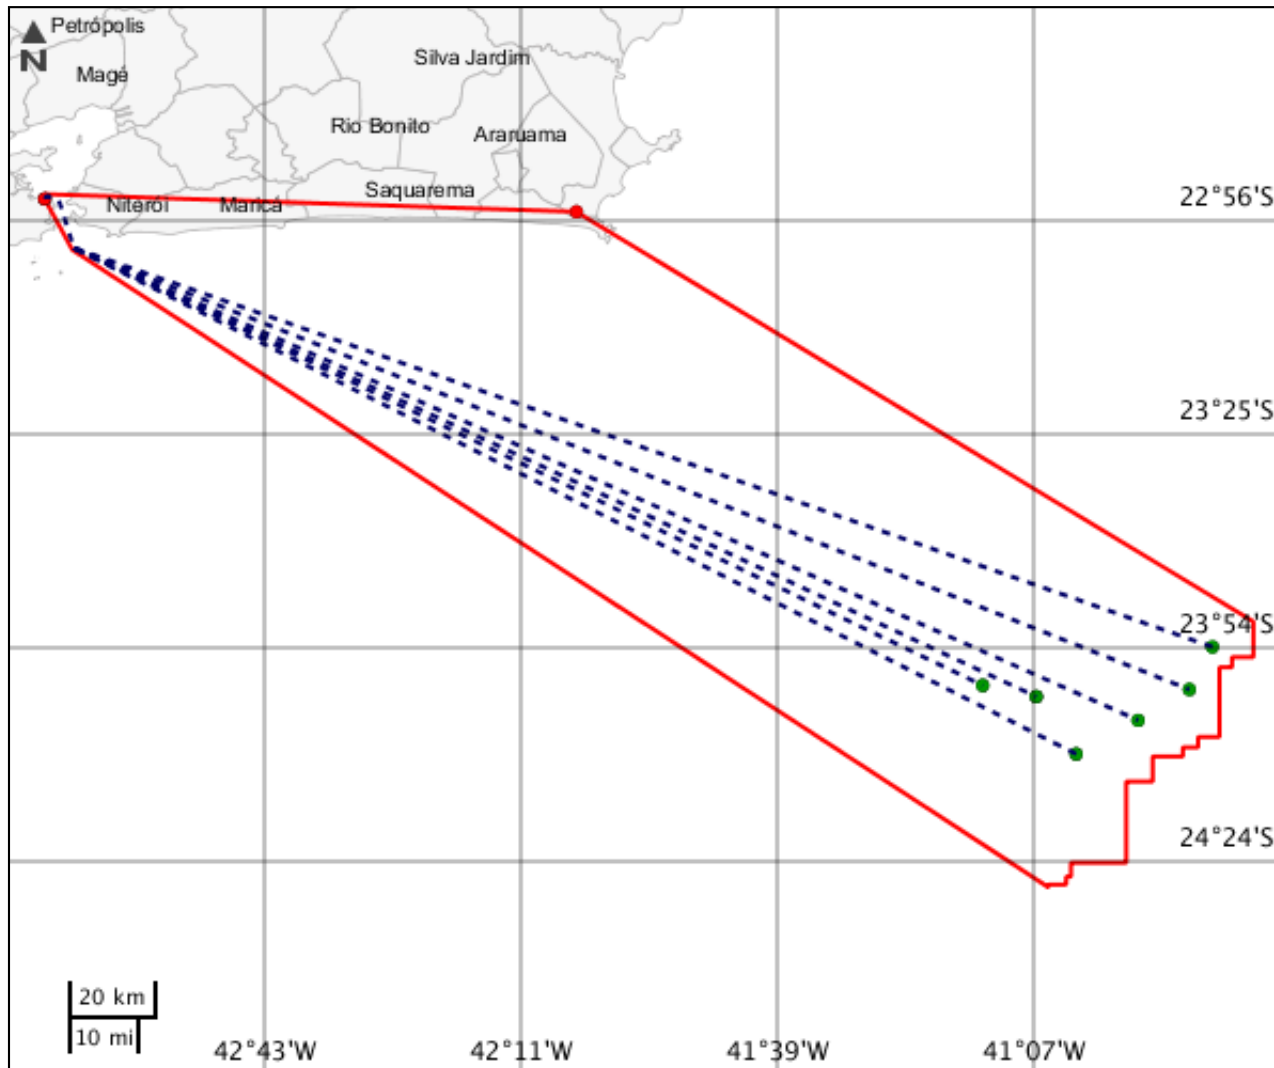 Petrópolis
N
Magé
Silva Jardim
Rio Bonito
Araruama
Saquarema
Niterói
Maricá
22°56'S
23°25'S
23°54'S
24°24'S
20 km
10 mi
42°43'W
42°11'W
41°39'W
41°07'W